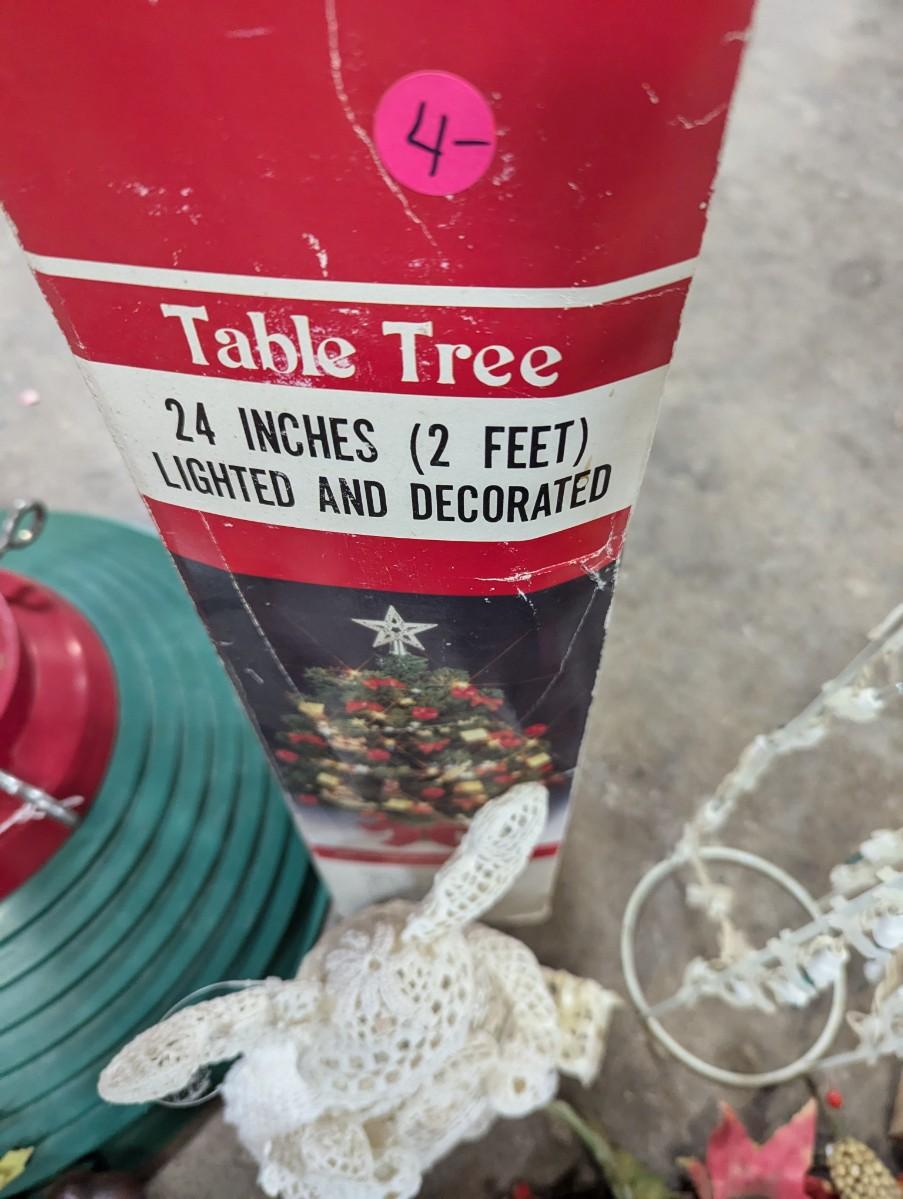 4-
Table Tree
24 INCHES (2 FEET)
LIGHTED AND DECORATED